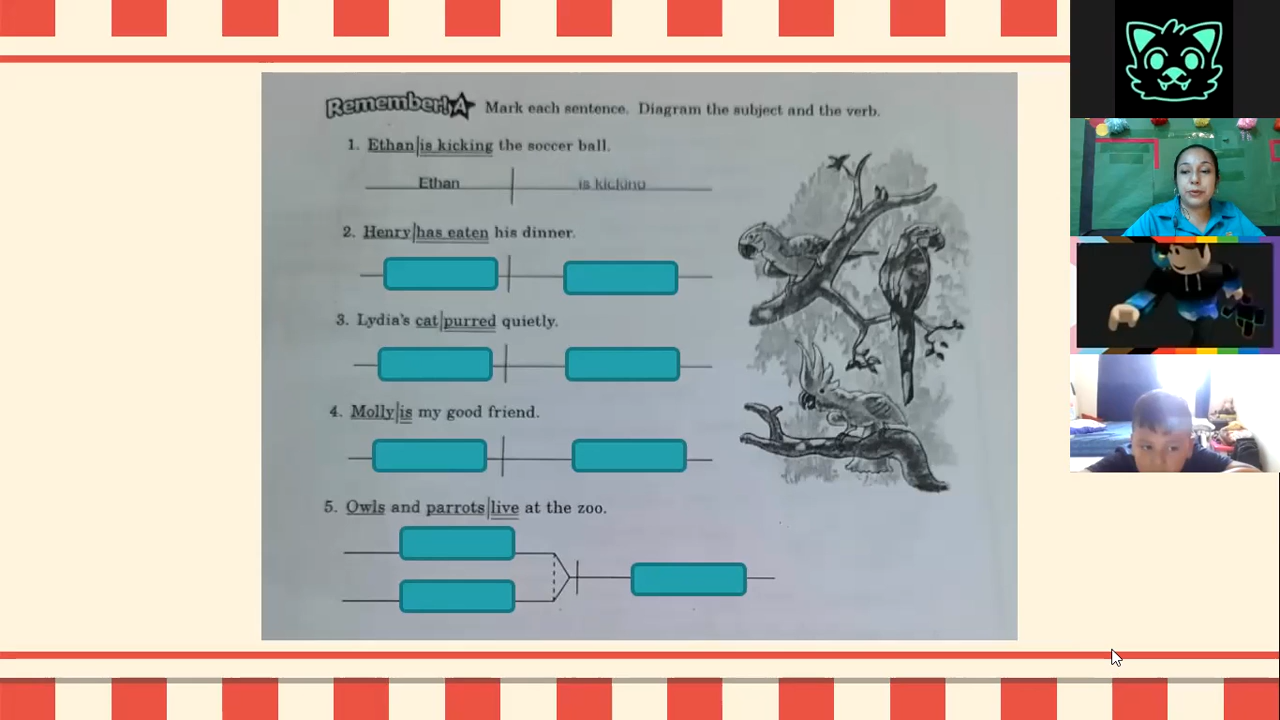 Remember! Mark each sentence. Diagram the subject and the verb.
1. Ethan is kicking the soccer ball.
Ethan is kicking
2. Henry has eaten his dinner.
3. Lydia's cat purred quietly.
4. Molly is my good friend.
5. Owls and parrots live at the zoo.